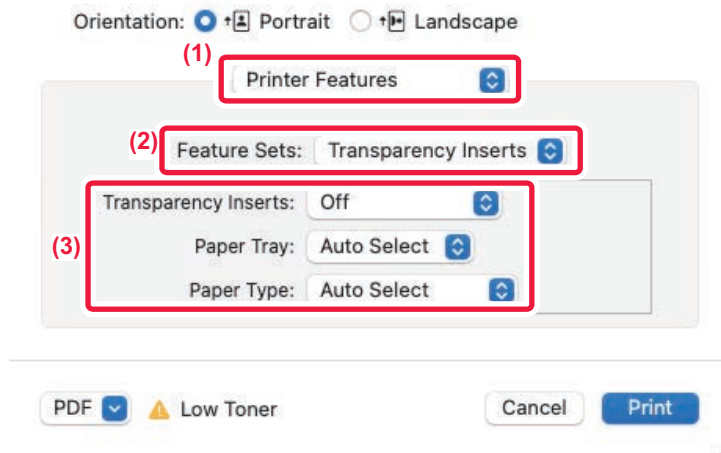 Orientation: Portrait Landscape
(1)
Printer Features
(2)
Feature Sets: Transparency Inserts
(3)
Transparency Inserts: Off
Paper Tray: Auto Select
Paper Type: Auto Select
PDF Low Toner Cancel Print